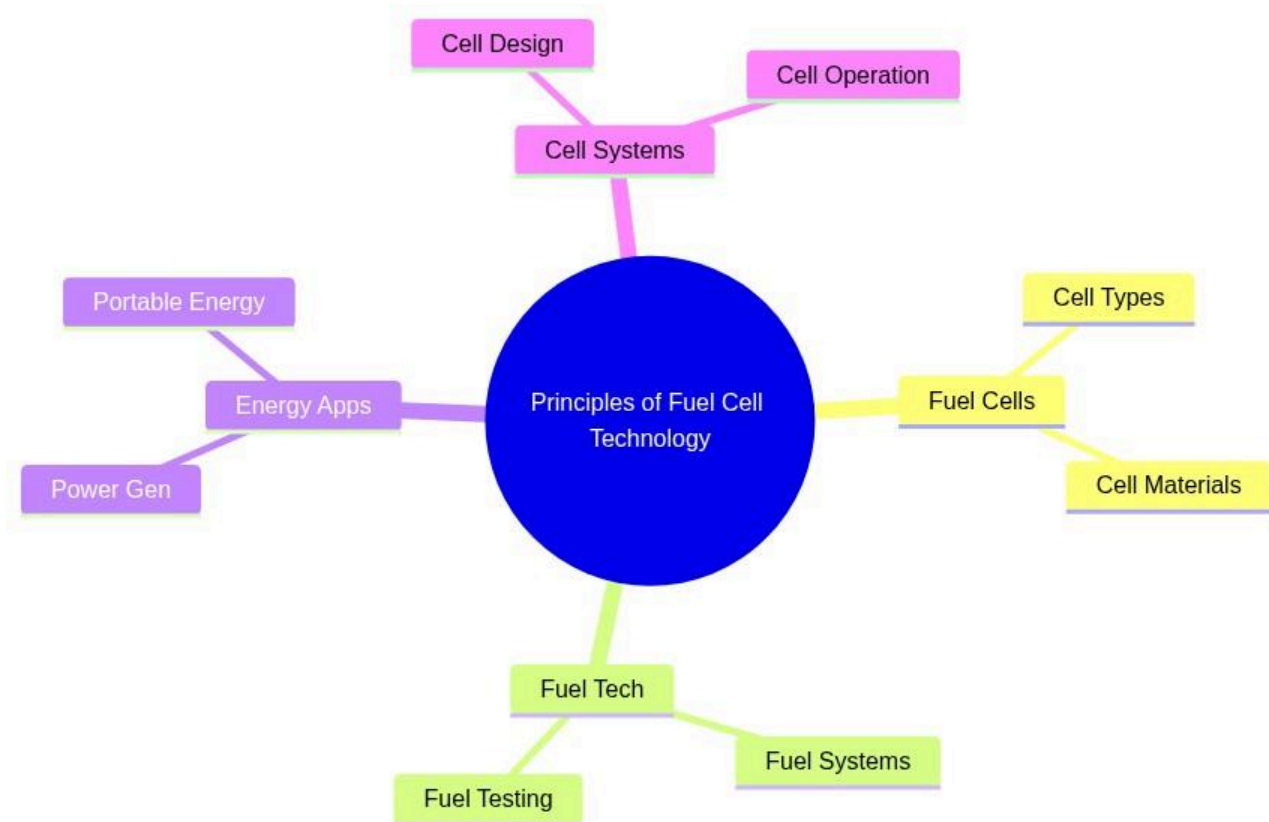 Cell Design
Cell Operation
Cell Systems
Portable Energy
Cell Types
Energy Apps
Principles of Fuel Cell
Technology
Fuel Cells
Power Gen
Cell Materials
Fuel Tech
Fuel Systems
Fuel Testing